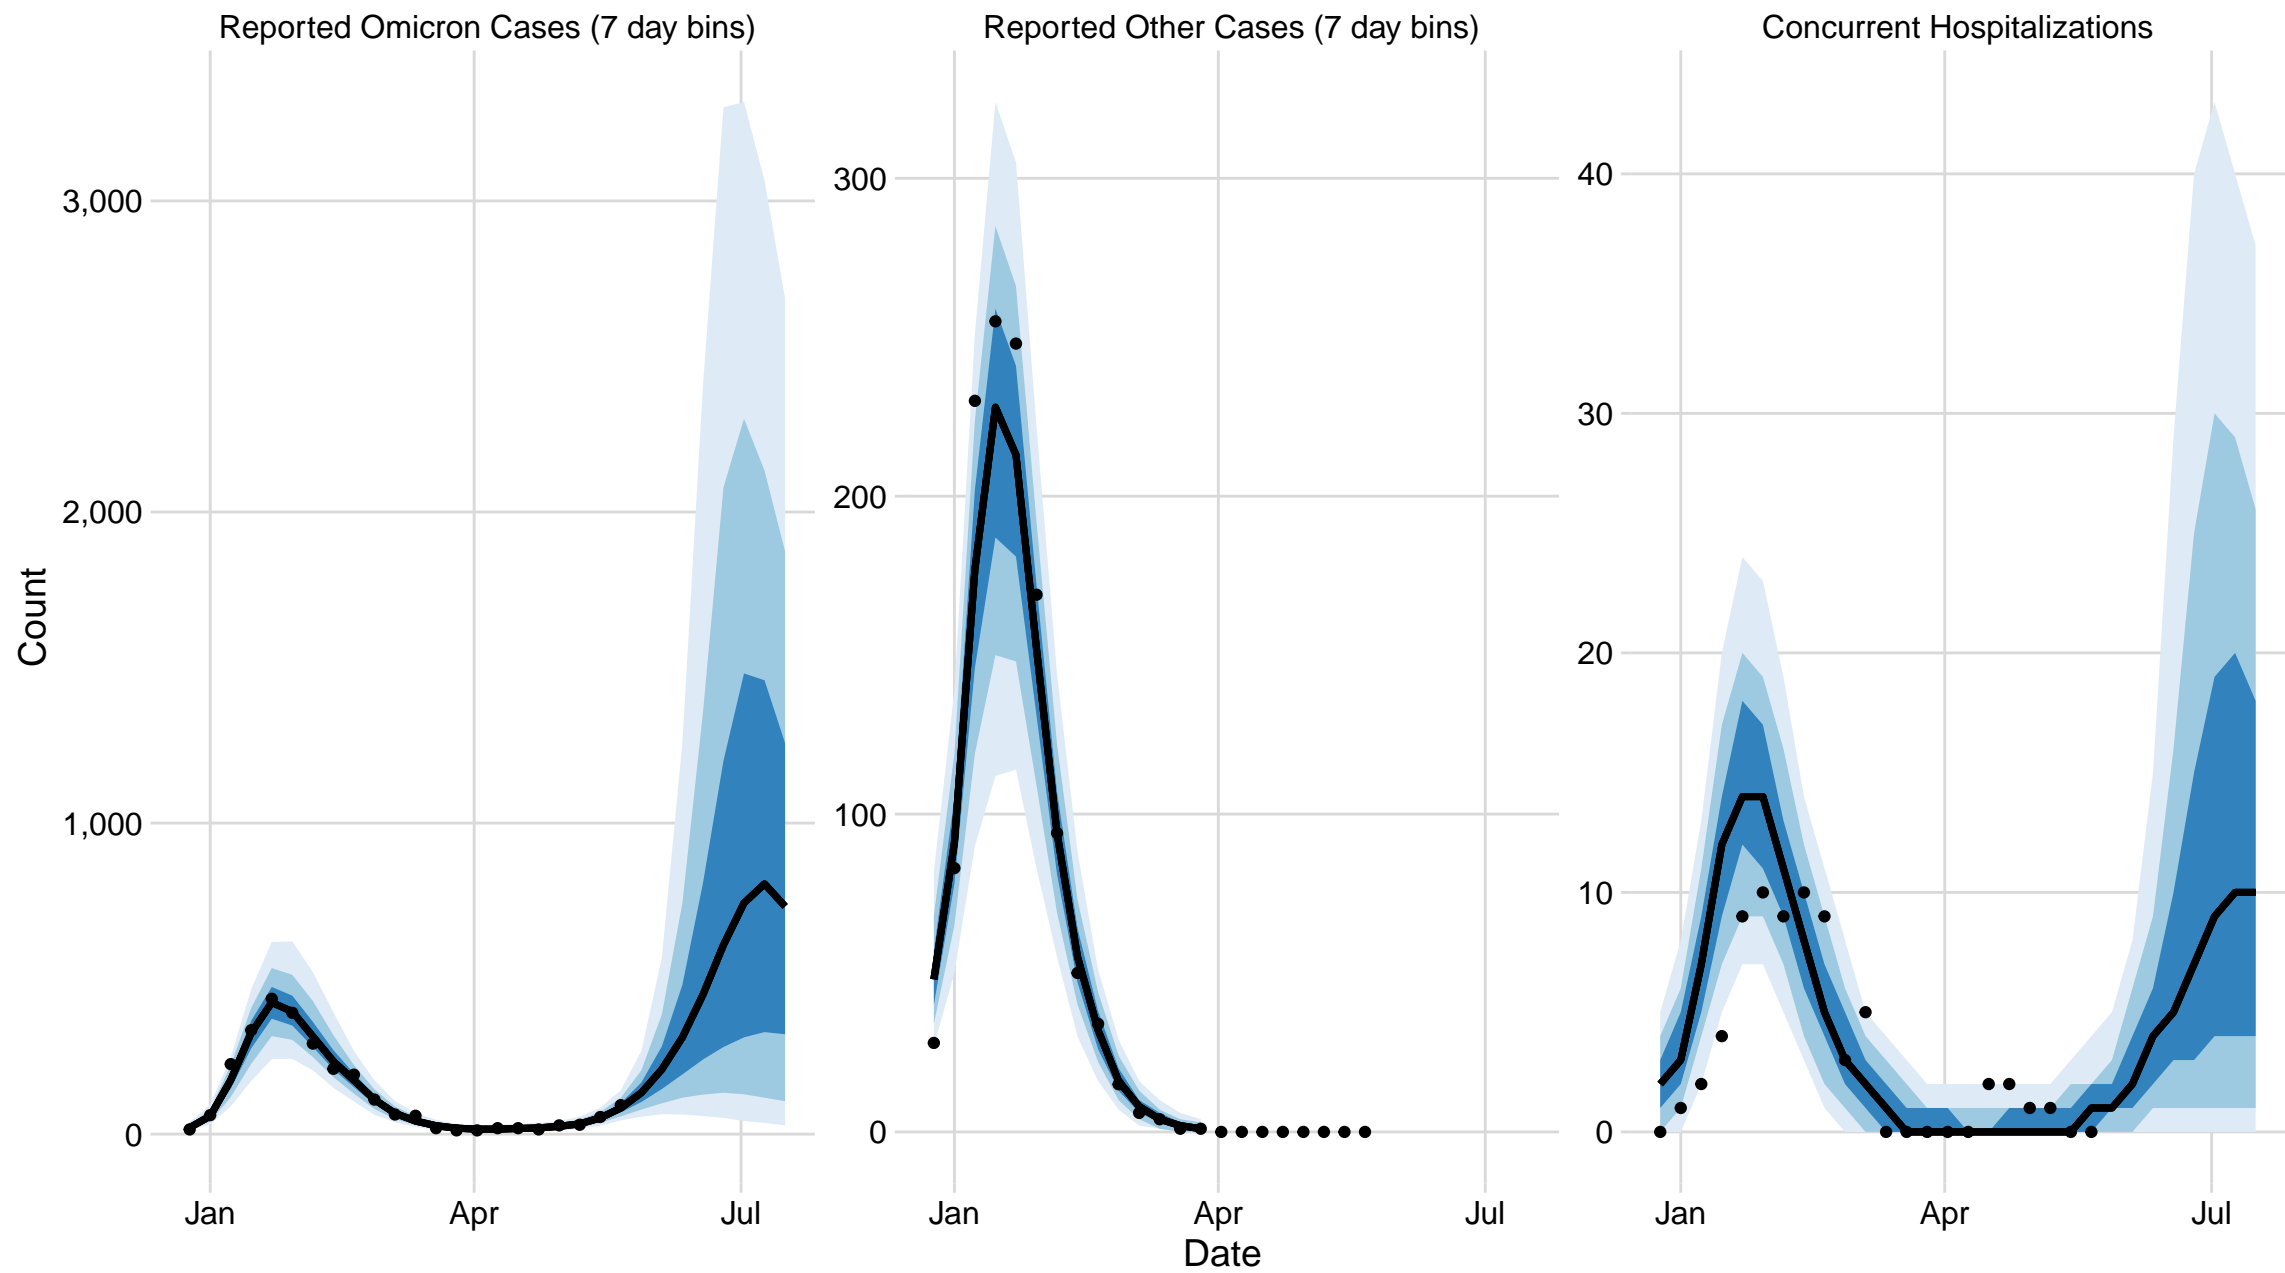 Reported Omicron Cases (7 day bins)
Reported Other Cases (7 day bins)
Concurrent Hospitalizations
Count
3,000
2,000
1,000
0
300
200
100
0
40
30
20
10
0
Jan Apr Jul
Jan Apr Jul
Jan Apr Jul
Date